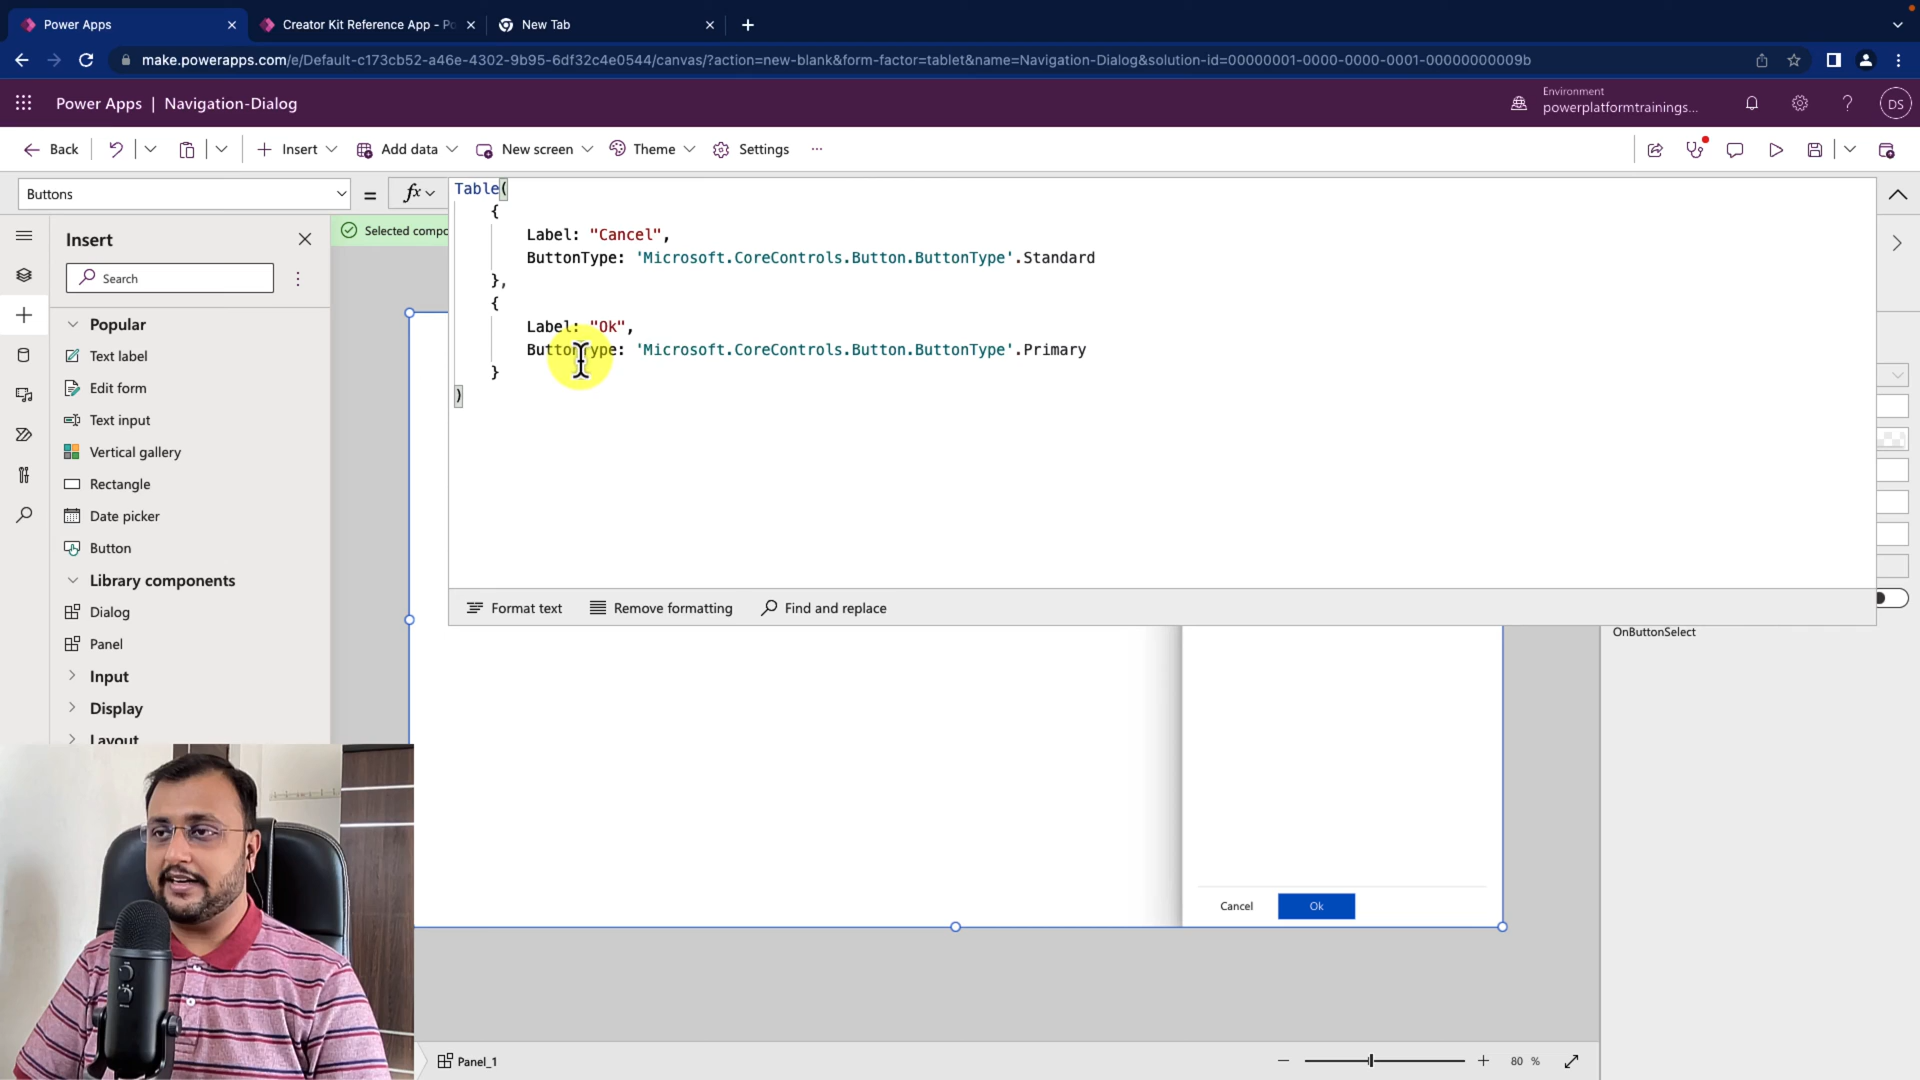 Power Apps
Creator Kit Reference App - Po
New Tab
make.powerapps.com/e/Default-c173cb52-a46e-4302-9b95-6df32c4e0544/canvas/?action=new-blank&form-factor=tablet&name=Navigation-Dialog&solution-id=00000001-0000-0000-0001-00000000009b
Power Apps | Navigation-Dialog
Environment
powerplatformtrainings...
DS
Back
Insert
Add data
New screen
Theme
Settings
Buttons
=
fx
Table(
{
Label: "Cancel",
ButtonType: 'Microsoft.CoreControls.Button.ButtonType'.Standard
},
{
Label: "Ok",
ButtonType: 'Microsoft.CoreControls.Button.ButtonType'.Primary
}
)
Selected compo
Insert
Search
Popular
Text label
Edit form
Text input
Vertical gallery
Rectangle
Date picker
Button
Library components
Dialog
Panel
Input
Display
Layout
Format text
Remove formatting
Find and replace
OnButtonSelect
Cancel
Ok
Panel_1
80 %